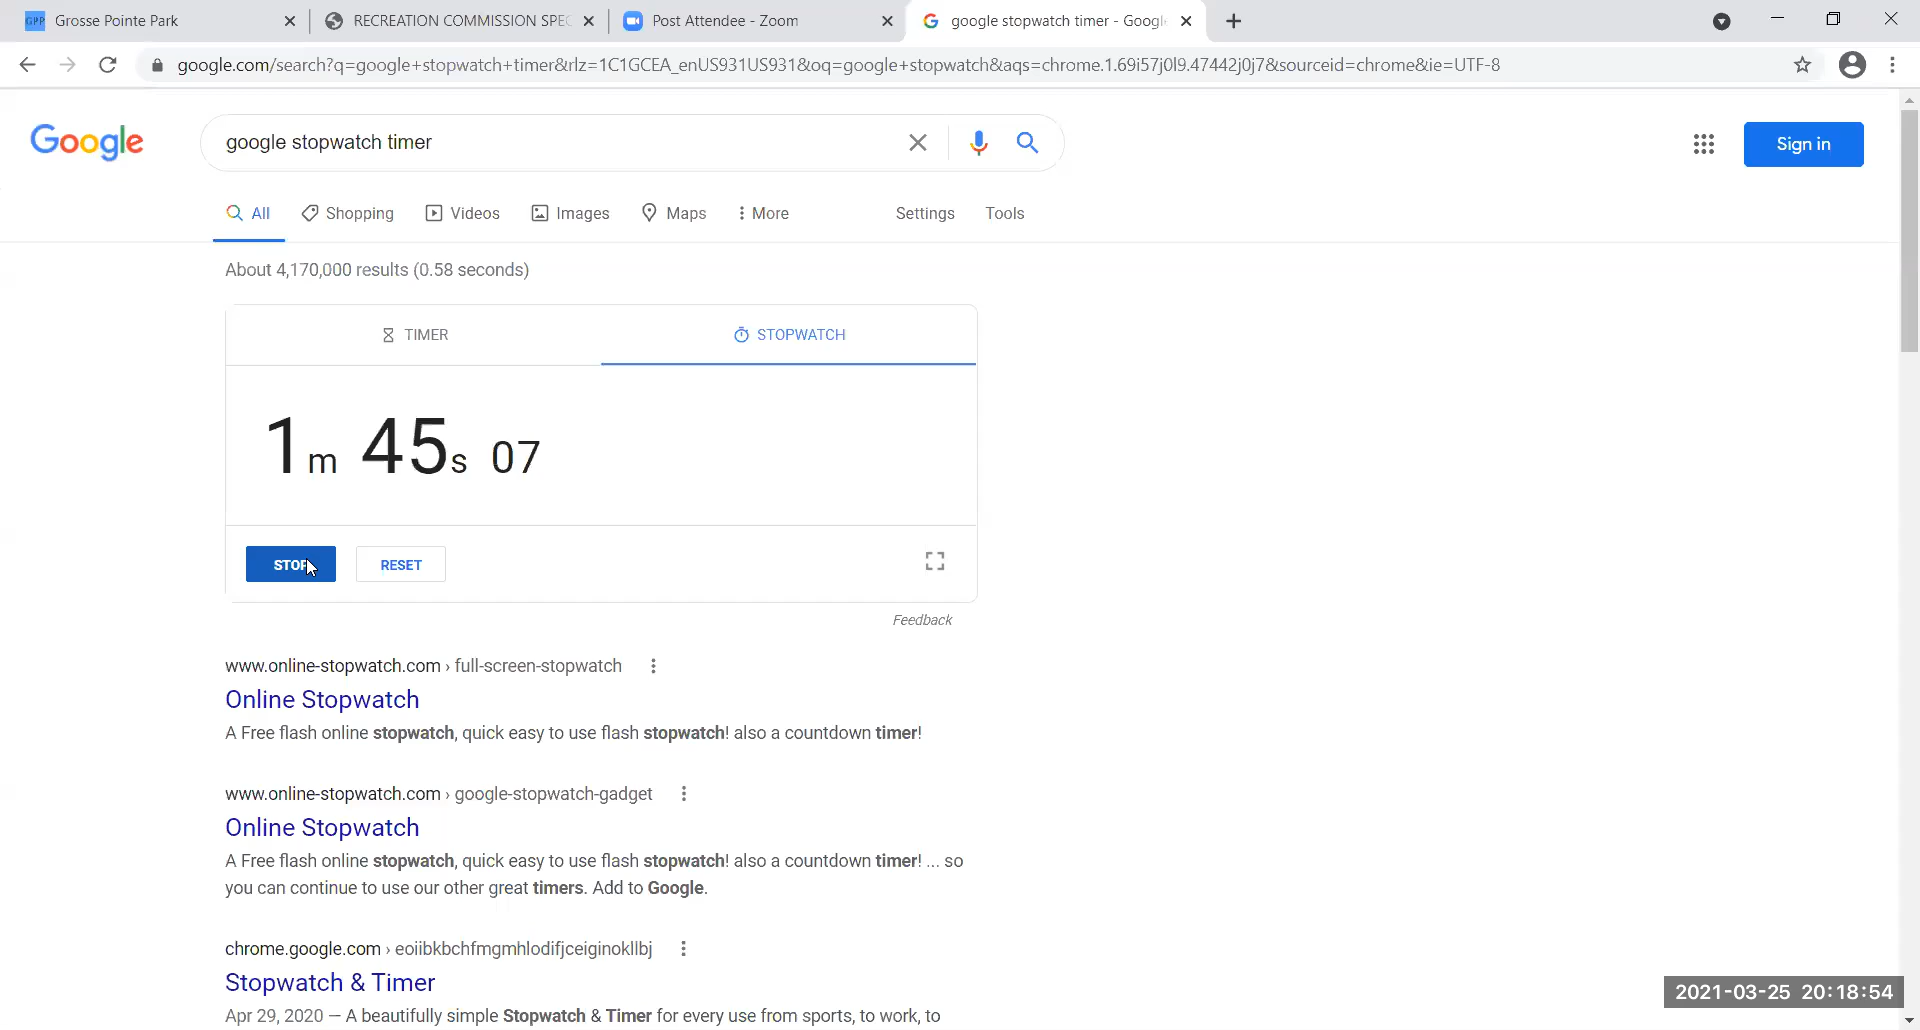 GPP Grosse Pointe Park
RECREATION COMMISSION SPEC
Post Attendee - Zoom
google stopwatch timer - Googl
google.com/search?q=google+stopwatch+timer&rlz=1C1GCEA_enUS931US931&oq=google+stopwatch&aqs=chrome.1.69i57j0l9.47442j0j7&sourceid=chrome&ie=UTF-8
Google
google stopwatch timer
Sign in
All Shopping Videos Images Maps More Settings Tools
About 4,170,000 results (0.58 seconds)
TIMER STOPWATCH
1m 45s 07
STOP RESET
Feedback
www.online-stopwatch.com › full-screen-stopwatch
Online Stopwatch
A Free flash online stopwatch, quick easy to use flash stopwatch! also a countdown timer!
www.online-stopwatch.com › google-stopwatch-gadget
Online Stopwatch
A Free flash online stopwatch, quick easy to use flash stopwatch! also a countdown timer! ... so
you can continue to use our other great timers. Add to Google.
chrome.google.com › eoiibkbchfmgmhlodifjceiginokllbj
Stopwatch & Timer
Apr 29, 2020 — A beautifully simple Stopwatch & Timer for every use from sports, to work, to
2021-03-25 20:18:54